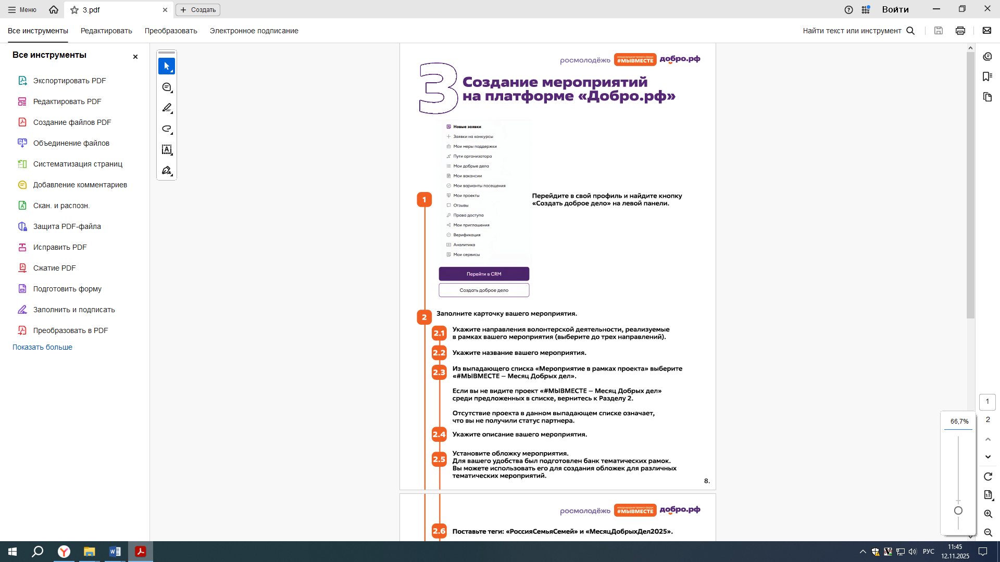 Меню
3.pdf
Создать
Войти
Все инструменты
Редактировать
Преобразовать
Электронное подписание
Найти текст или инструмент
Все инструменты
Экспортировать PDF
Редактировать PDF
Создание файлов PDF
Объединение файлов
Систематизация страниц
Добавление комментариев
Скан. и распозн.
Защита PDF-файла
Исправить PDF
Сжатие PDF
Подготовить форму
Заполнить и подписать
Преобразовать в PDF
Показать больше
росмолодёжь
#МЫВМЕСТЕ
добро.рф
3
Создание мероприятий
на платформе «Добро.рф»
Новые заявки
Заявки на конкурсы
Мои меры поддержки
Пути организатора
Мои добрые дела
Мои вакансии
Мои варианты посещения
Мои проекты
Отзывы
Права доступа
Мои приглашения
Верификация
Аналитика
Мои сервисы
Перейти в CRM
Создать доброе дело
1
Перейдите в свой профиль и найдите кнопку
«Создать доброе дело» на левой панели.
2
Заполните карточку вашего мероприятия.
2.1
Укажите направления волонтерской деятельности, реализуемые
в рамках вашего мероприятия (выберите до трех направлений).
2.2
Укажите название вашего мероприятия.
2.3
Из выпадающего списка «Мероприятие в рамках проекта» выберите
«#МЫВМЕСТЕ – Месяц Добрых дел».
Если вы не видите проект «#МЫВМЕСТЕ – Месяц Добрых дел»
среди предложенных в списке, вернитесь к Разделу 2.
Отсутствие проекта в данном выпадающем списке означает,
что вы не получили статус партнера.
2.4
Укажите описание вашего мероприятия.
2.5
Установите обложку мероприятия.
Для вашего удобства был подготовлен банк тематических рамок.
Вы можете использовать его для создания обложек для различных
тематических мероприятий.
8.
росмолодёжь
#МЫВМЕСТЕ
добро.рф
2.6
Поставьте теги: «РоссияСемьяСемей» и «МесяцДобрыхДел2025».
1
2
66,7%
РУС
11:45
12.11.2025